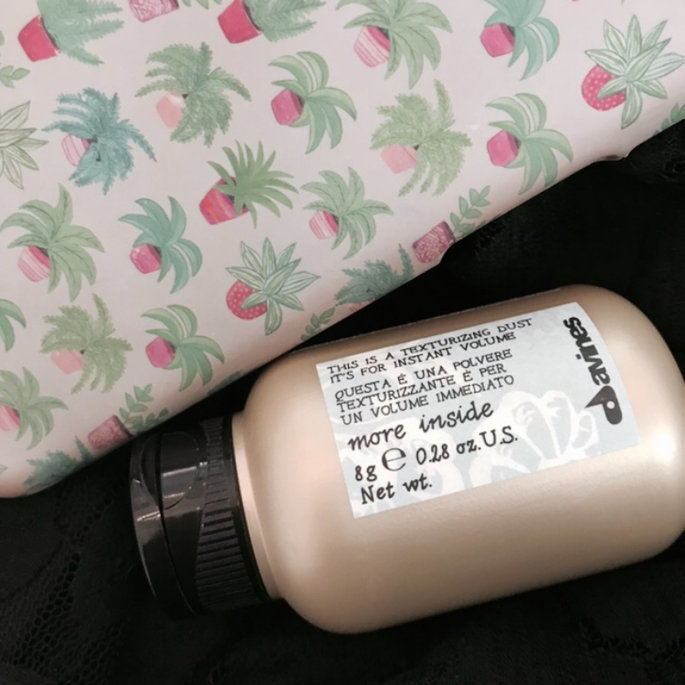 THIS IS A TEXTURIZING DUST
IT'S FOR INSTANT VOLUME
QUESTA È UNA POLVERE
TEXTURIZZANTE E PER
UN VOLUME IMMEDIATO
more inside
8g e 0.28 oz.U.S.
Net wt.
Davines